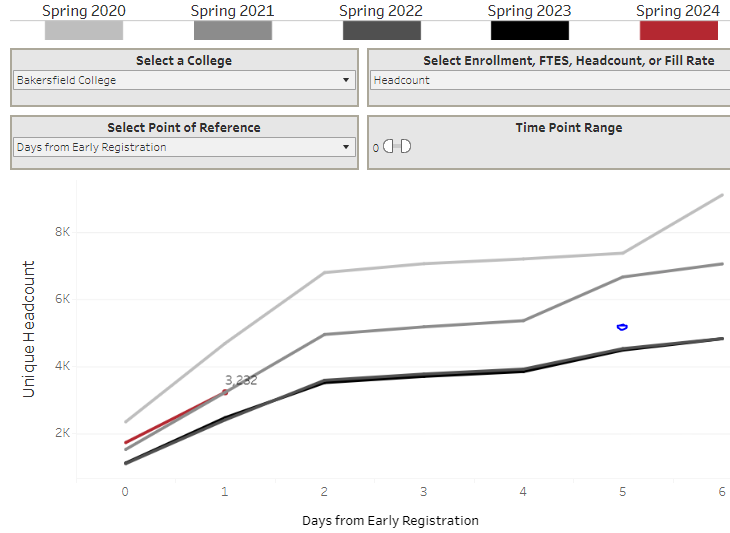 Spring 2020 Spring 2021 Spring 2022 Spring 2023 Spring 2024
Select a College
Bakersfield College
Select Enrollment, FTES, Headcount, or Fill Rate
Headcount
Select Point of Reference
Days from Early Registration
Time Point Range
0
Unique Headcount
8K
6K
4K
2K
3,232
0 1 2 3 4 5 6
Days from Early Registration